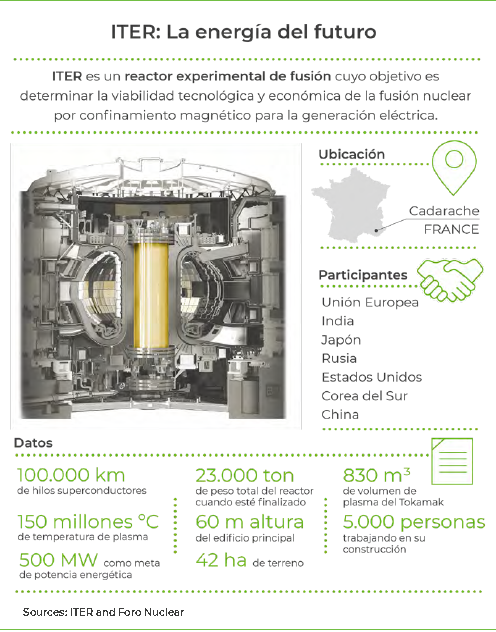 ITER: La energía del futuro
ITER es un reactor experimental de fusión cuyo objetivo es
determinar la viabilidad tecnológica y económica de la fusión nuclear
por confinamiento magnético para la generación eléctrica.
Ubicación
Cadarache
FRANCE
Participantes
Unión Europea
India
Japón
Rusia
Estados Unidos
Corea del Sur
China
Datos
100.000 km
de hilos superconductores
23.000 ton
de peso total del reactor
cuando esté finalizado
830 m³
de volumen de
plasma del Tokamak
150 millones °C
de temperatura de plasma
60 m altura
del edificio principal
5.000 personas
trabajando en su
construcción
500 MW como meta
de potencia energética
42 ha de terreno
Sources: ITER and Foro Nuclear